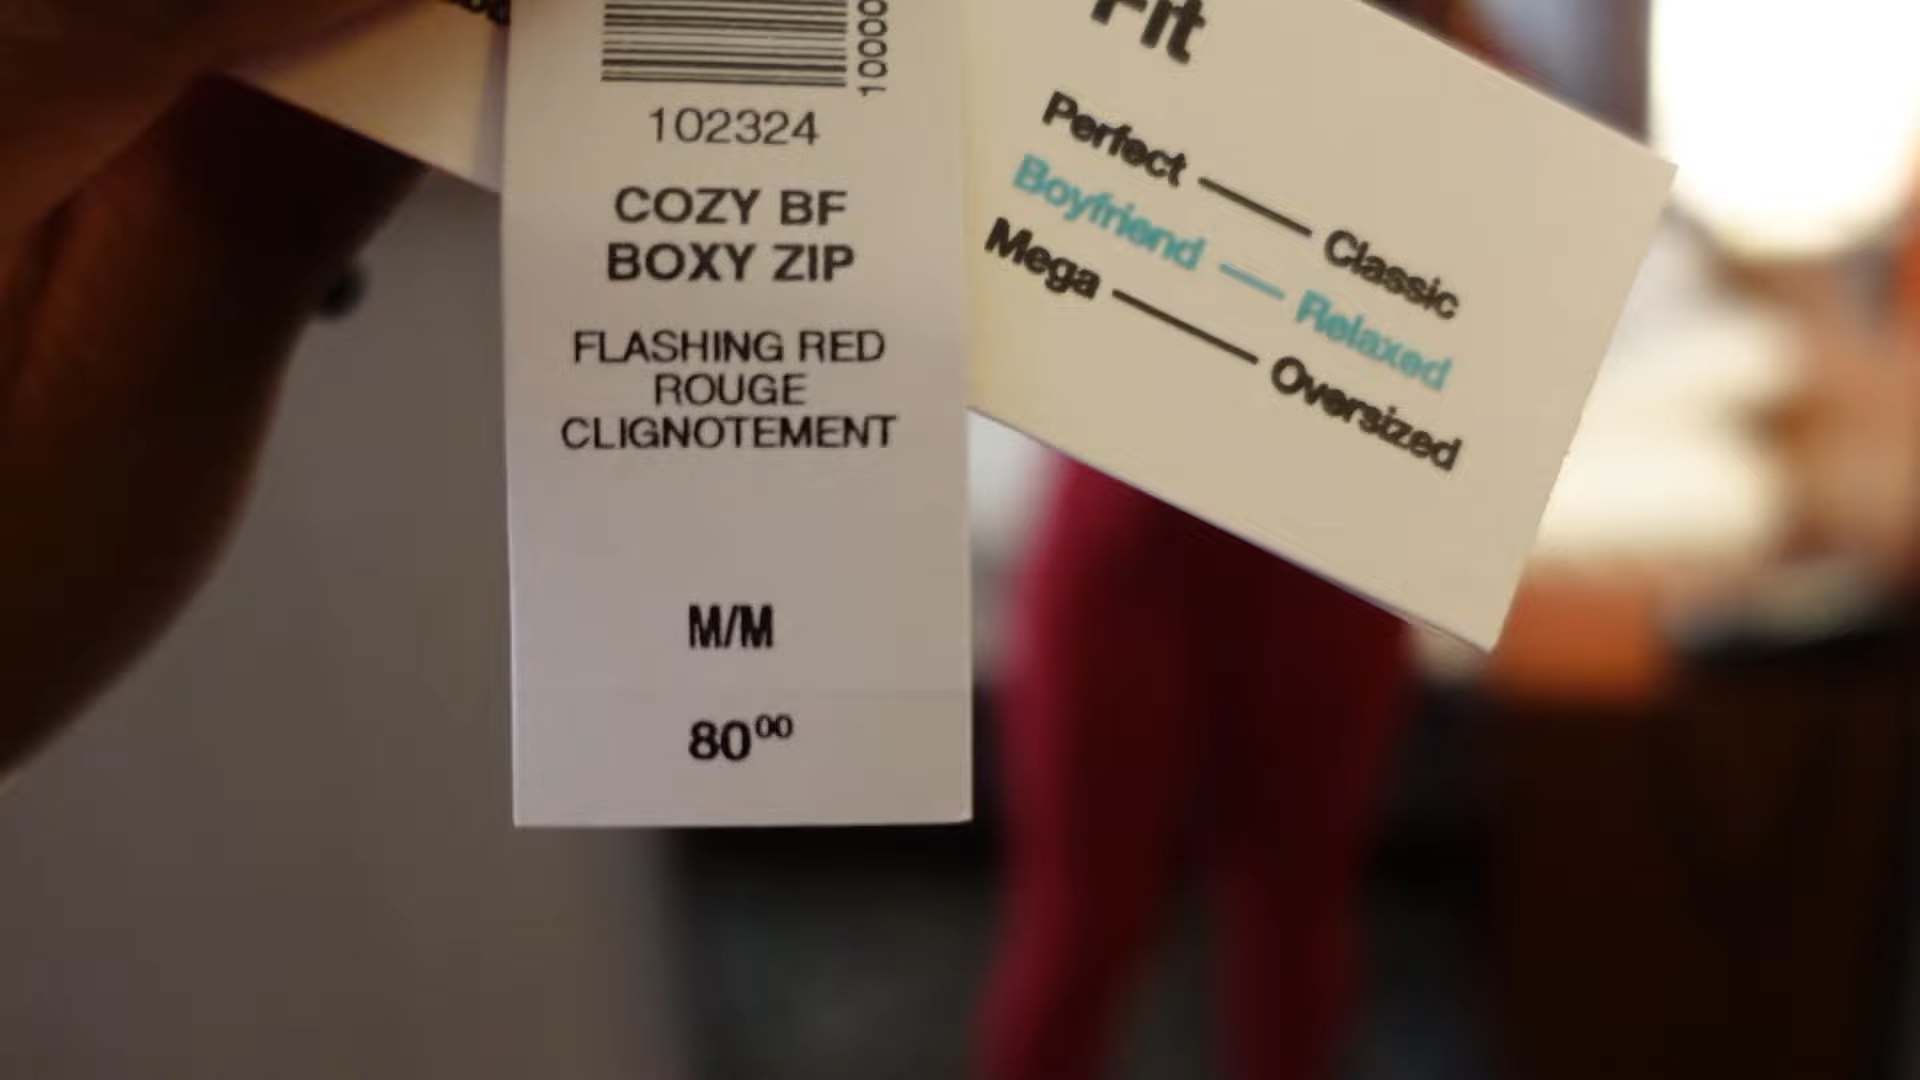 10000
102324
COZY BF
BOXY ZIP
FLASHING RED
ROUGE
CLIGNOTEMENT
M/M
80⁰⁰
Fit
Perfect — Classic
Boyfriend — Relaxed
Mega — Oversized